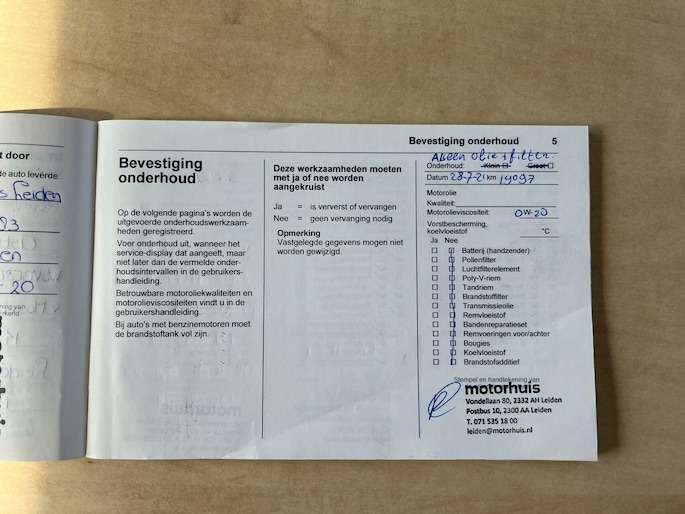 t door
de auto leverde
s Leiden
93
en
-20
Bevestiging onderhoud 5
Bevestiging
onderhoud
Op de volgende pagina's worden de
uitgevoerde onderhoudswerkzaam-
heden geregistreerd.
Voer onderhoud uit, wanneer het
service-display dat aangeeft, maar
niet later dan de vermelde onder-
houdsintervallen in de gebruikers-
handleiding.
Betrouwbare motoroliekwaliteiten en
motorolieviscositeiten vindt u in de
gebruikershandleiding.
Bij auto's met benzinemotoren moet
de brandstoftank vol zijn.
Deze werkzaamheden moeten
met ja of nee worden
aangekruist
Ja = is ververst of vervangen
Nee = geen vervanging nodig
Opmerking
Vastgelegde gegevens mogen niet
worden gewijzigd.
Alleen olie + filter.
Onderhoud: Klein Groot
Datum 28-7-21 km 19097
Motorolie
Kwaliteit:
Motorolieviscositeit: 0W-20
Vorstbescherming,
koelvloeistof °C
Ja Nee
Batterij (handzender)
Pollenfilter
Luchtfilterelement
Poly-V-riem
Tandriem
Brandstoffilter
Transmissieolie
Remvloeistof
Bandenreparatieset
Remvoeringen voor/achter
Bougies
Koelvloeistof
Brandstofadditief
Stempel en handtekening van
motorhuis
Vondellaan 80, 2332 AH Leiden
Postbus 10, 2300 AA Leiden
T. 071 535 18 00
leiden@motorhuis.nl